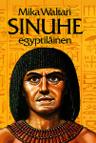 Mika Waltari
SINUHE
egyptiläinen